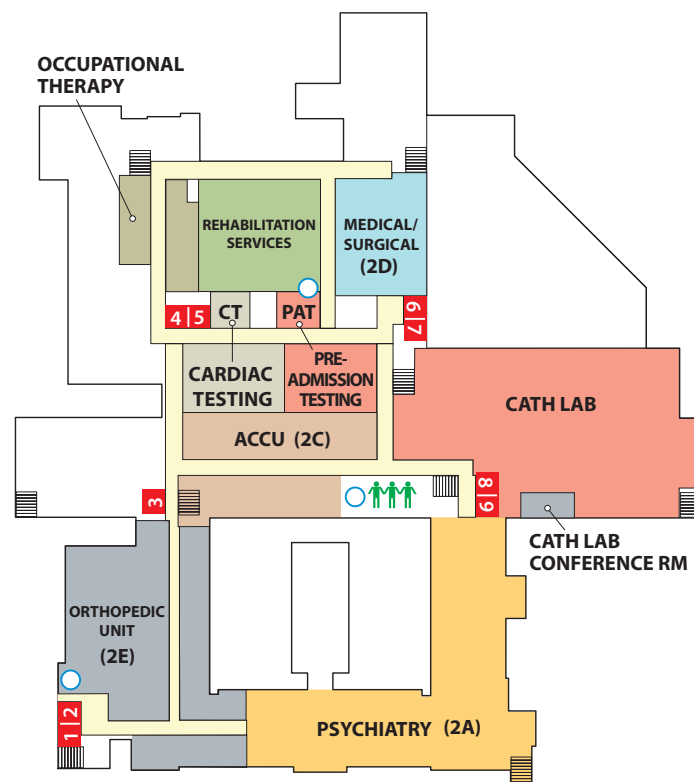 OCCUPATIONAL
THERAPY
REHABILITATION
SERVICES
MEDICAL/
SURGICAL
(2D)
4|5
CT
PAT
6|7
CARDIAC
TESTING
PRE-
ADMISSION
TESTING
CATH LAB
ACCU (2C)
3
8|9
CATH LAB
CONFERENCE RM
ORTHOPEDIC
UNIT
(2E)
1|2
PSYCHIATRY (2A)